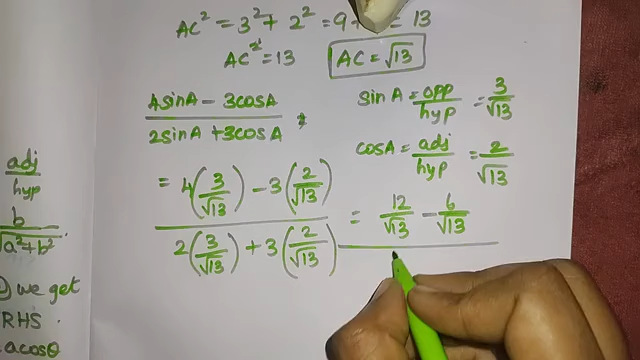 AC² = 3² + 2² = 9+ = 13
AC² = 13 AC = √13
4sinA - 3cosA
2sinA + 3cosA ;
sinA = opp/hyp = 3/√13
cosA = adj/hyp = 2/√13
= 4(3/√13) - 3(2/√13)
2(3/√13) + 3(2/√13)
= 12/√13 - 6/√13
adj
hyp
b
√a²+b²
we get
RHS .
acosθ